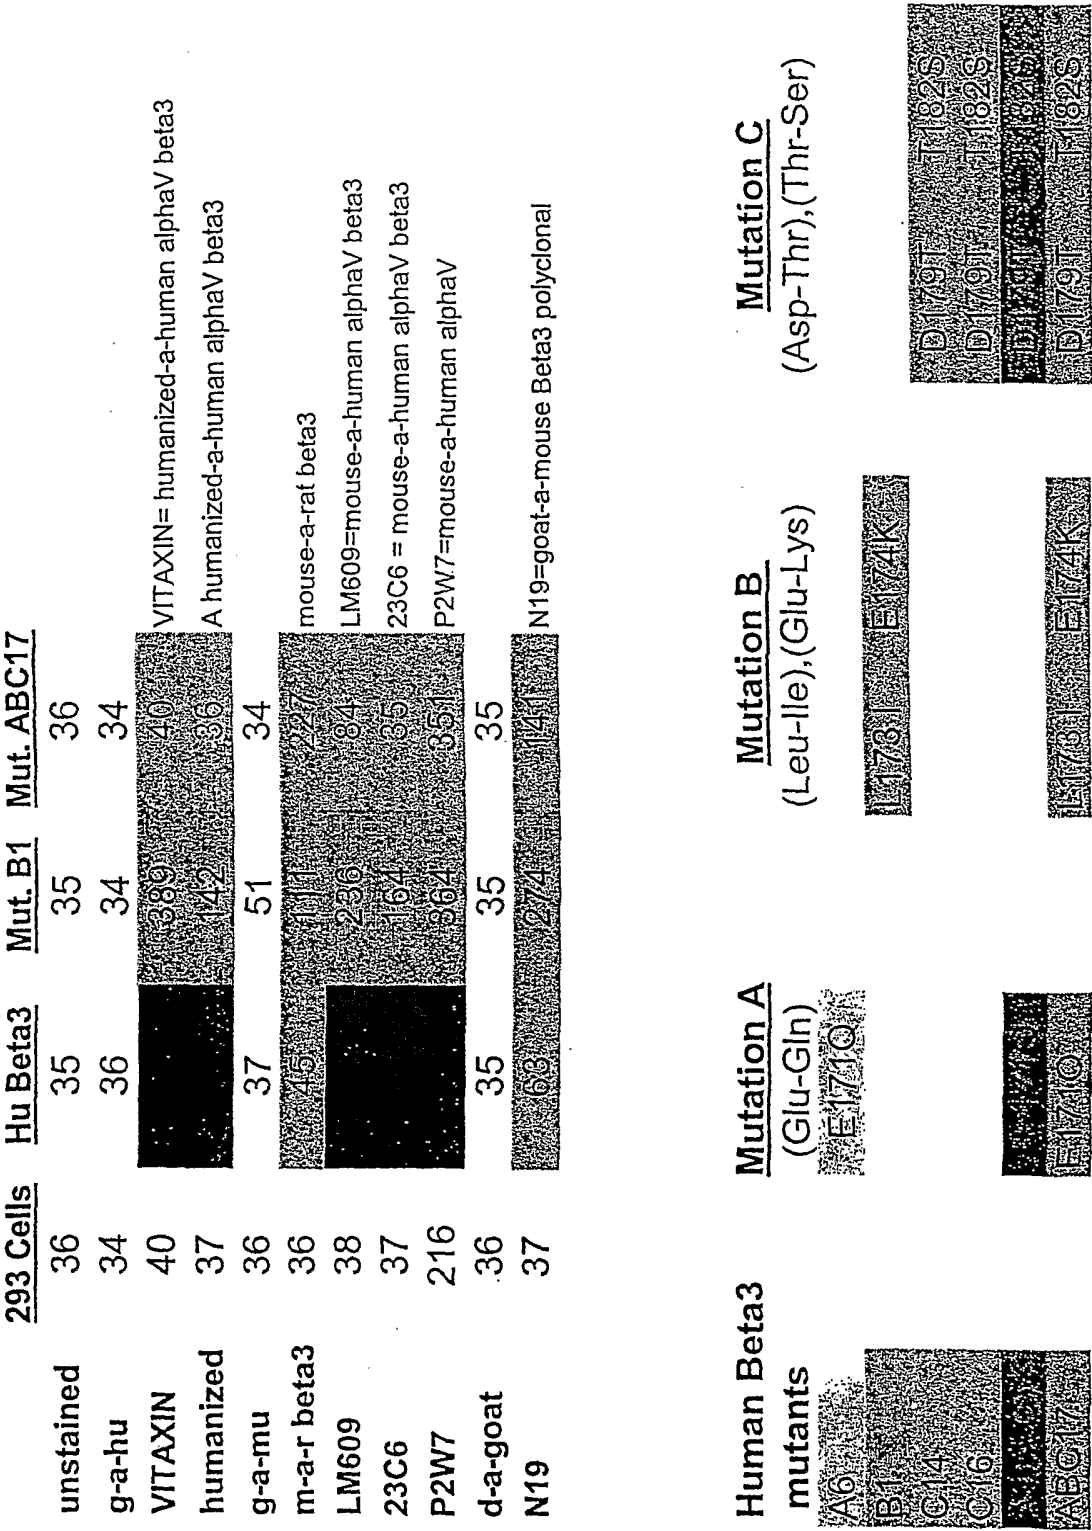 293 Cells Hu Beta3 Mut. B1 Mut. ABC17
unstained 36 35 35 36
g-a-hu 34 36 34 34
VITAXIN 40 389 40 VITAXIN= humanized-a-human alphaV beta3
humanized 37 142 36 A humanized-a-human alphaV beta3
g-a-mu 36 37 51 34
m-a-r beta3 36 111 227 mouse-a-rat beta3
LM609 38 236 84 LM609=mouse-a-human alphaV beta3
23C6 37 164 35 23C6 = mouse-a-human alphaV beta3
P2W7 216 364 351 P2W7=mouse-a-human alphaV
d-a-goat 36 35 35 35
N19 37 63 274 141 N19=goat-a-mouse Beta3 polyclonal
Human Beta3 Mutation A Mutation B Mutation C
mutants (Glu-Gln) (Leu-Ile),(Glu-Lys) (Asp-Thr),(Thr-Ser)
A6 E171Q
B1 L173I E174K
C14 D179T T182S
C16 D179T T182S
D179T T182S
ABC17 E171Q L173I E174K D179T T182S